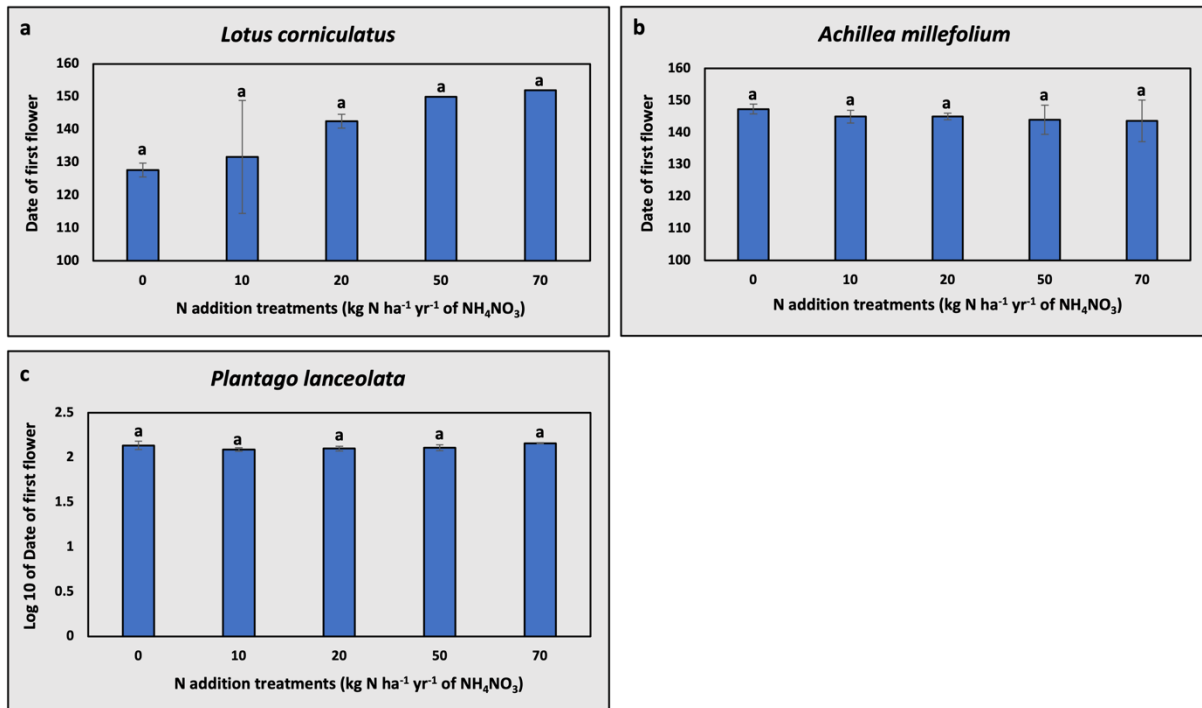 a
Lotus corniculatus
160
150
140
130
120
110
100
a
a
a
a
a
0 10 20 50 70
Date of first flower
N addition treatments (kg N ha⁻¹ yr⁻¹ of NH₄NO₃)
b
Achillea millefolium
160
150
140
130
120
110
100
a
a
a
a
a
0 10 20 50 70
Date of first flower
N addition treatments (kg N ha⁻¹ yr⁻¹ of NH₄NO₃)
c
Plantago lanceolata
2.5
2
1.5
1
0.5
0
a
a
a
a
a
0 10 20 50 70
Log 10 of Date of first flower
N addition treatments (kg N ha⁻¹ yr⁻¹ of NH₄NO₃)